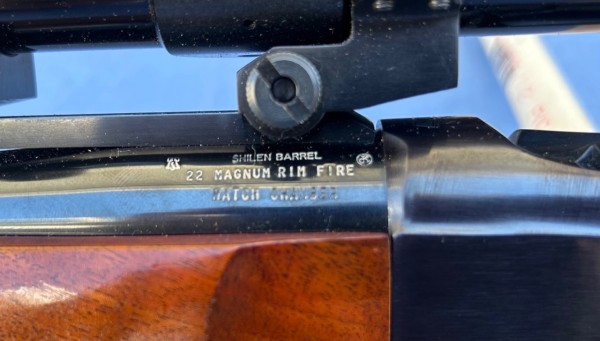 SHILEN BARREL
22 MAGNUM RIM FIRE
MATCH CHAMBER